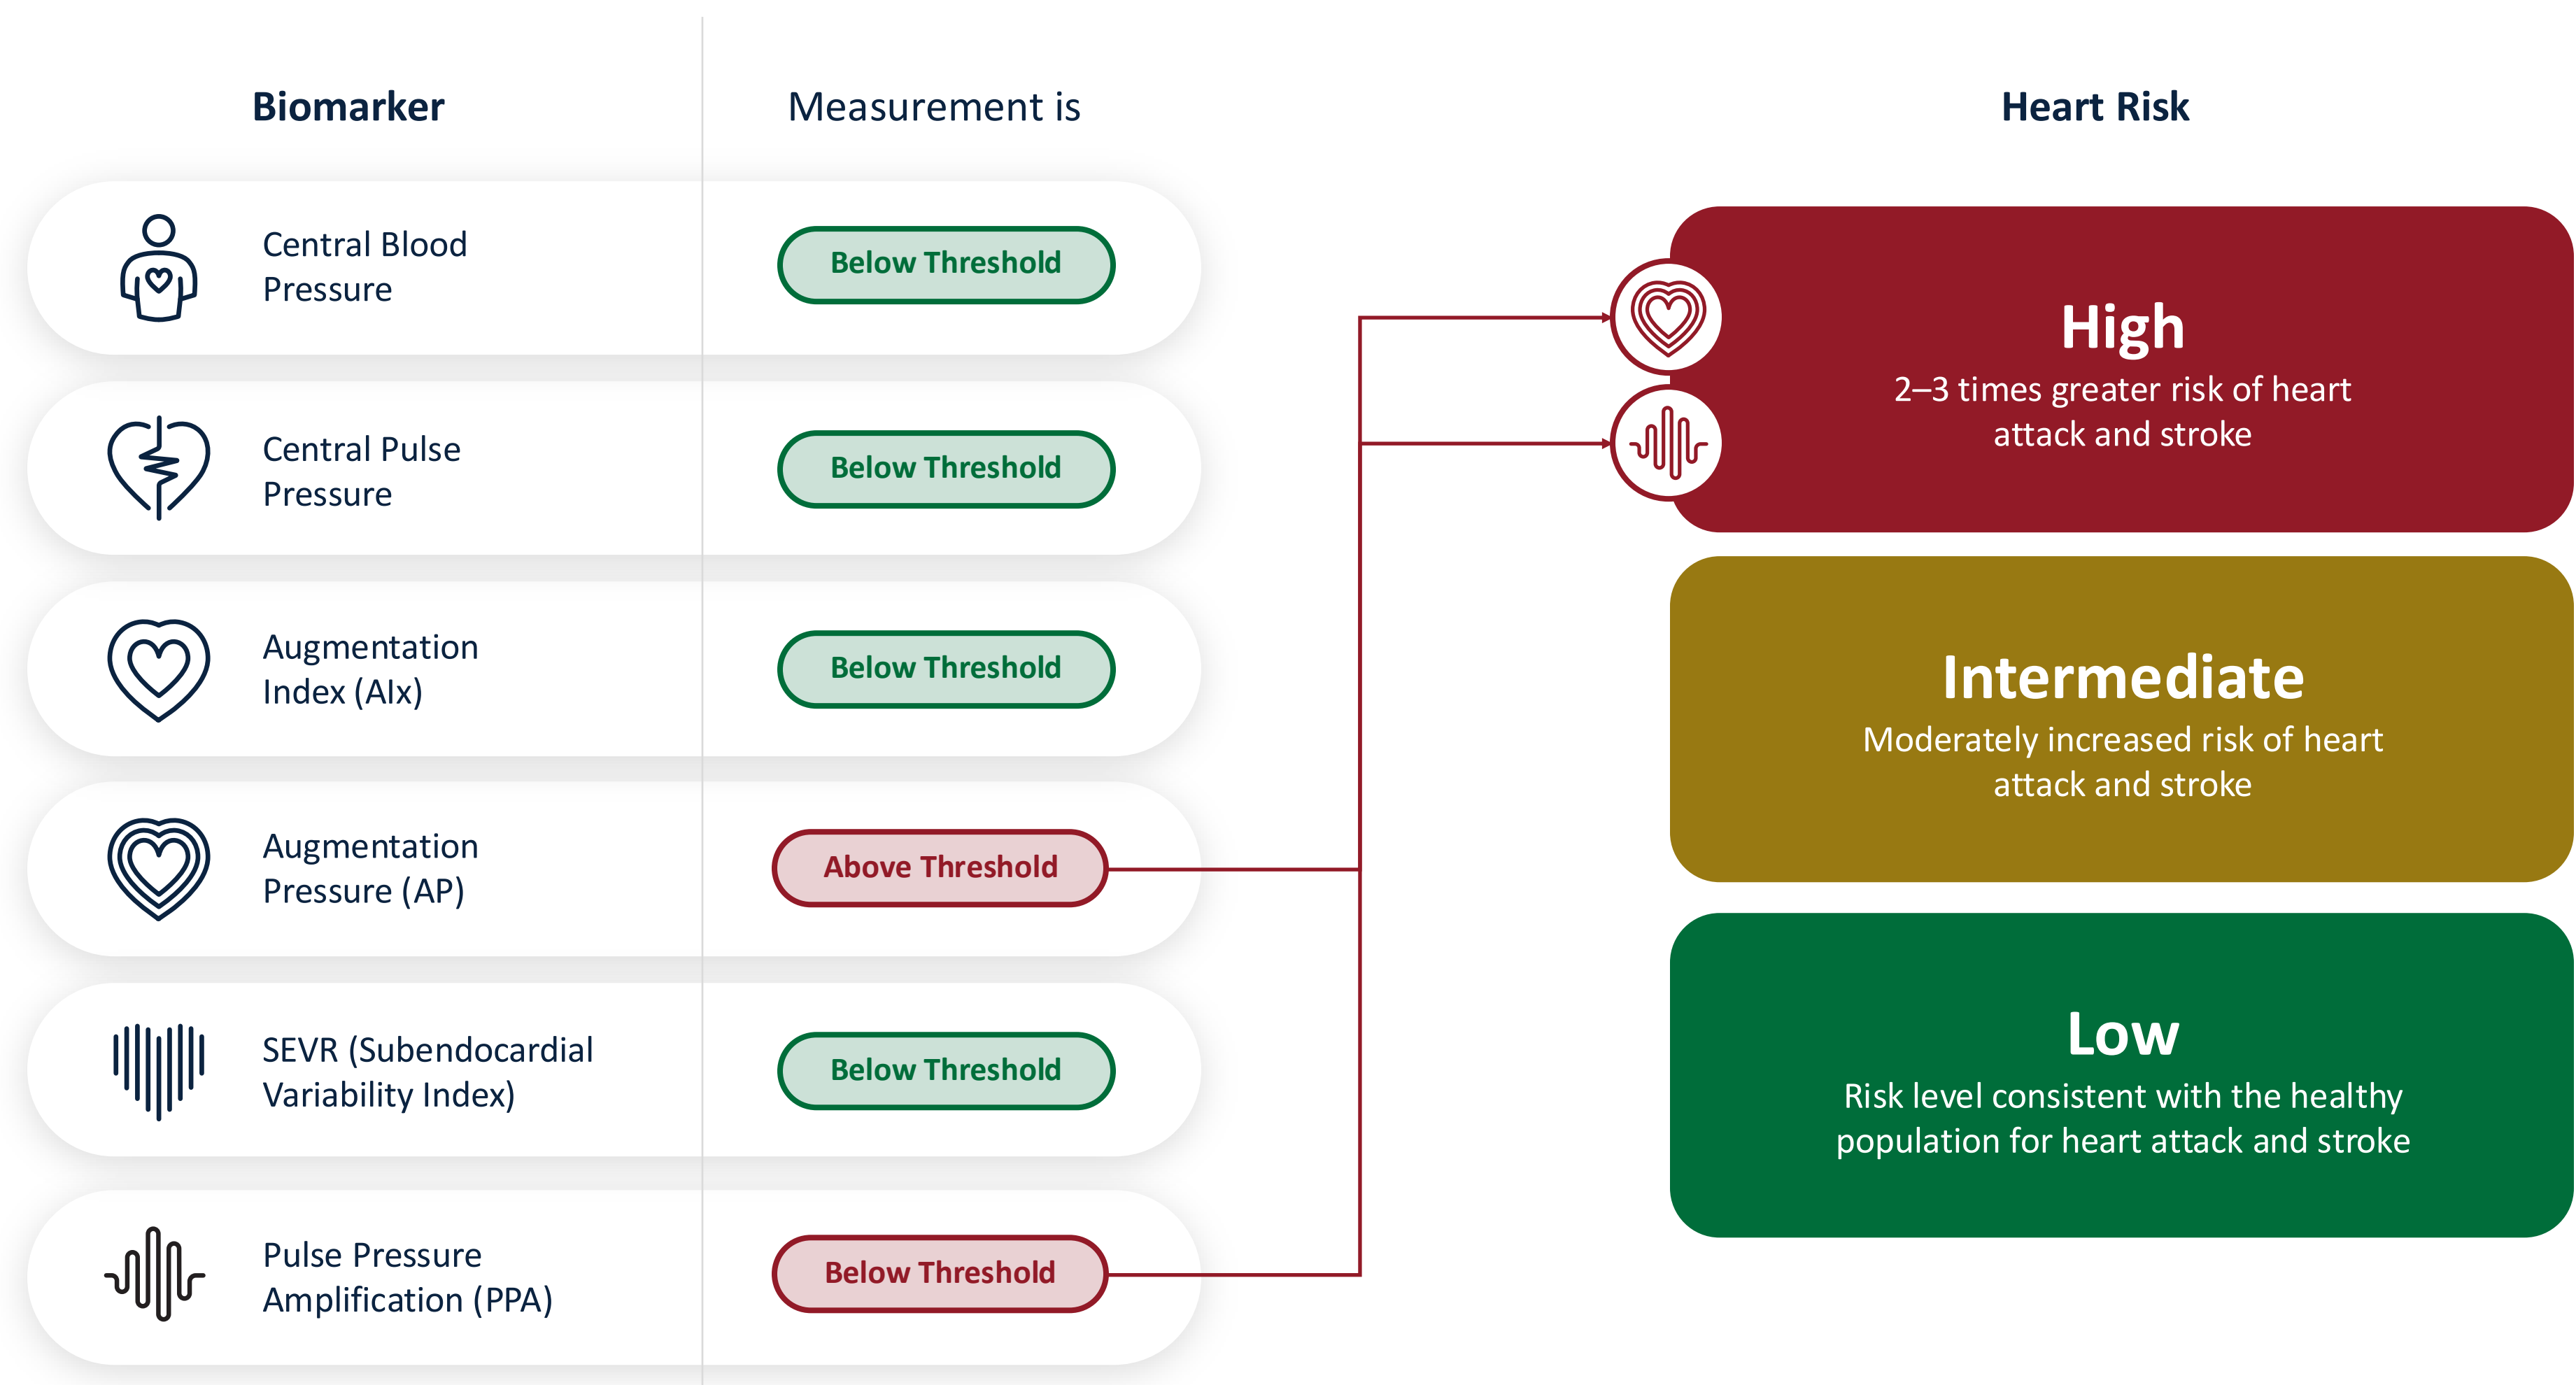 Biomarker
Measurement is
Heart Risk
Central Blood
Pressure
Below Threshold
Central Pulse
Pressure
Below Threshold
Augmentation
Index (AIx)
Below Threshold
Augmentation
Pressure (AP)
Above Threshold
SEVR (Subendocardial
Variability Index)
Below Threshold
Pulse Pressure
Amplification (PPA)
Below Threshold
High
2–3 times greater risk of heart
attack and stroke
Intermediate
Moderately increased risk of heart
attack and stroke
Low
Risk level consistent with the healthy
population for heart attack and stroke